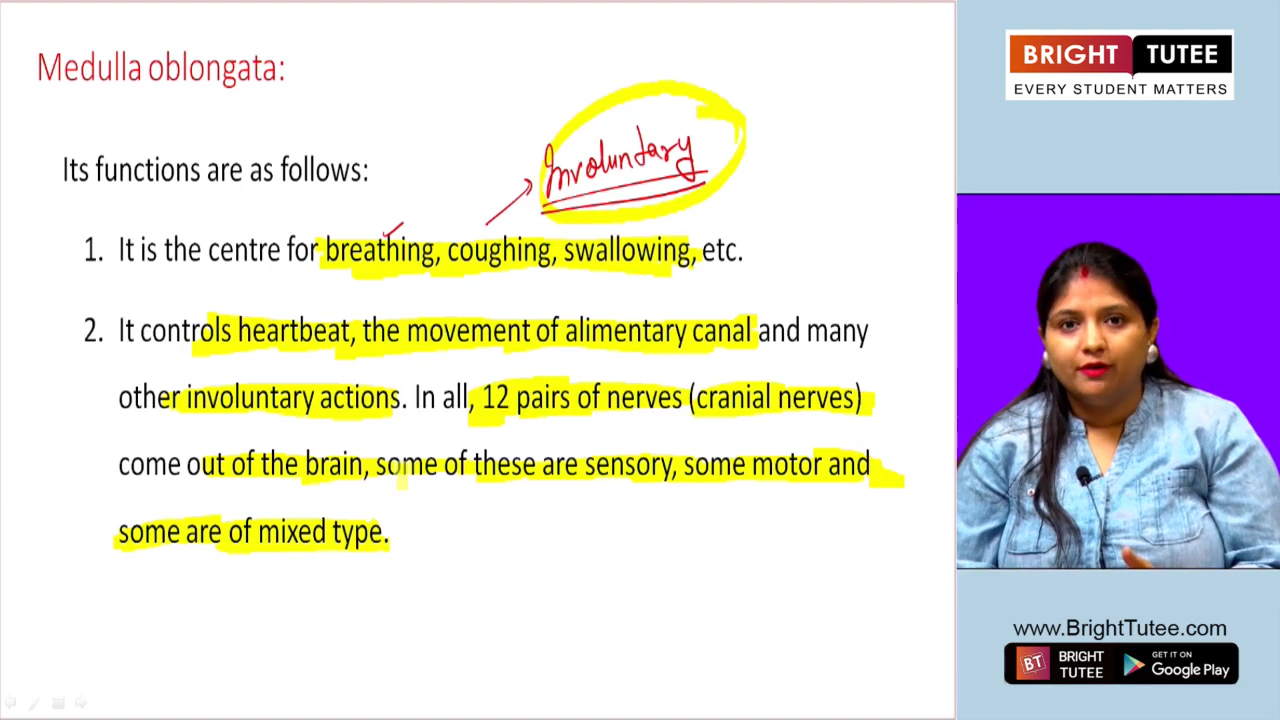 Medulla oblongata:
Its functions are as follows:
Involuntary
1. It is the centre for breathing, coughing, swallowing, etc.
2. It controls heartbeat, the movement of alimentary canal and many
other involuntary actions. In all, 12 pairs of nerves (cranial nerves)
come out of the brain, some of these are sensory, some motor and
some are of mixed type.
BRIGHT TUTEE
EVERY STUDENT MATTERS
www.BrightTutee.com
BT BRIGHT TUTEE
GET IT ON
Google Play